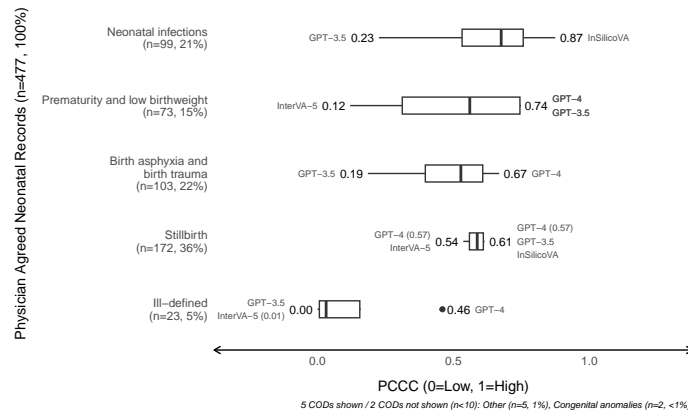 Physician Agreed Neonatal Records (n=477, 100%)
Neonatal infections
(n=99, 21%)
GPT−3.5 0.23
0.87 InSilicoVA
Prematurity and low birthweight
(n=73, 15%)
InterVA−5 0.12
0.74 GPT−4
GPT−3.5
Birth asphyxia and
birth trauma
(n=103, 22%)
GPT−3.5 0.19
0.67 GPT−4
Stillbirth
(n=172, 36%)
GPT−4 (0.57)
InterVA−5
0.54
0.61
GPT−4 (0.57)
GPT−3.5
InSilicoVA
Ill−defined
(n=23, 5%)
GPT−3.5
InterVA−5 (0.01)
0.00
0.46 GPT−4
0.0 0.5 1.0
PCCC (0=Low, 1=High)
5 CODs shown / 2 CODs not shown (n<10): Other (n=5, 1%), Congenital anomalies (n=2, <1%)